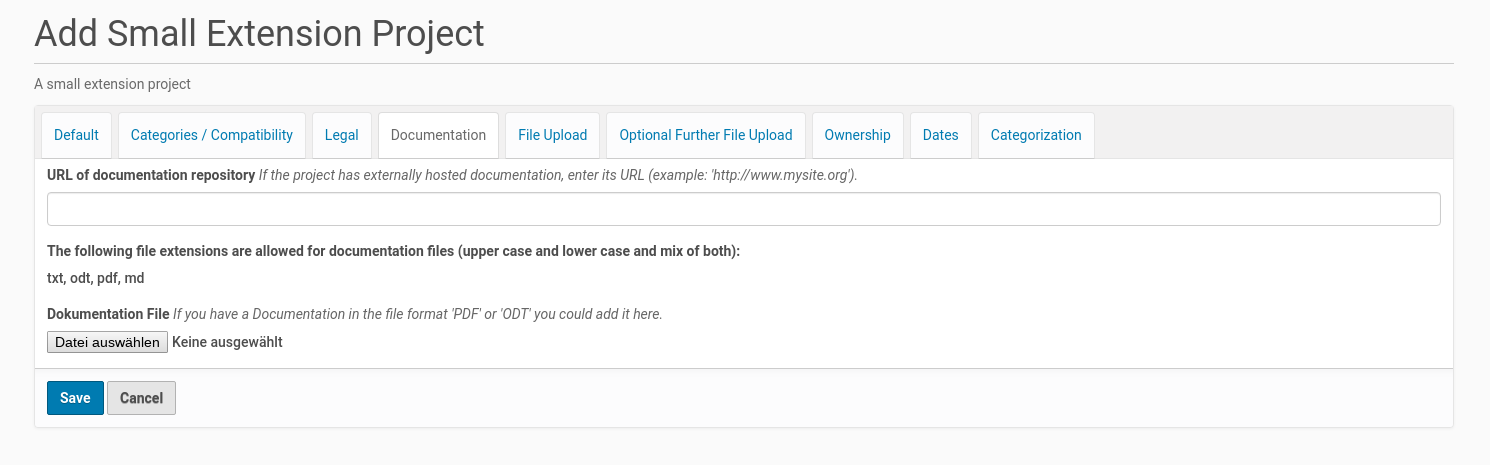 Add Small Extension Project
A small extension project
Default Categories / Compatibility Legal Documentation File Upload Optional Further File Upload Ownership Dates Categorization
URL of documentation repository If the project has externally hosted documentation, enter its URL (example: 'http://www.mysite.org').
The following file extensions are allowed for documentation files (upper case and lower case and mix of both):
txt, odt, pdf, md
Dokumentation File If you have a Documentation in the file format 'PDF' or 'ODT' you could add it here.
Datei auswählen Keine ausgewählt
Save Cancel